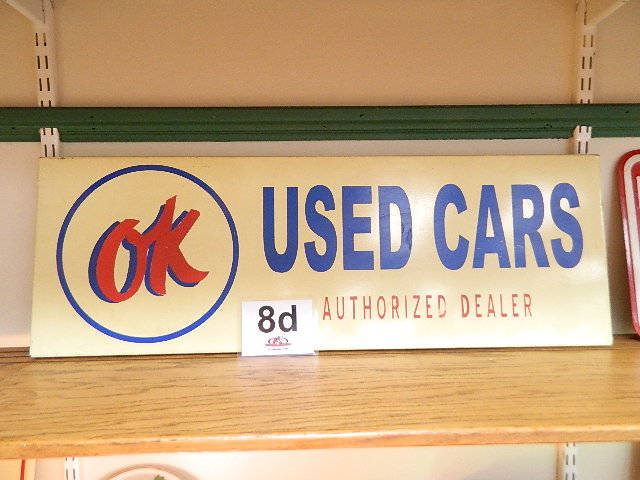 OK
USED CARS
AUTHORIZED DEALER
8d